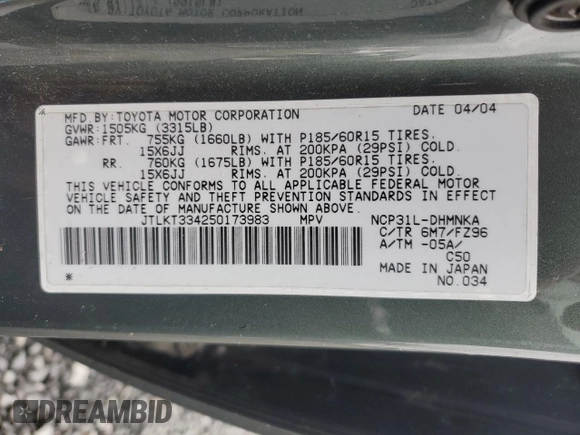 MFD.BY:TOYOTA MOTOR CORPORATION DATE 04/04
GVWR:1505KG (3315LB)
GAWR:FRT. 755KG (1660LB) WITH P185/60R15 TIRES.
15X6JJ RIMS. AT 200KPA (29PSI) COLD.
RR. 760KG (1675LB) WITH P185/60R15 TIRES.
15X6JJ RIMS. AT 200KPA (29PSI) COLD.
THIS VEHICLE CONFORMS TO ALL APPLICABLE FEDERAL MOTOR
VEHICLE SAFETY AND THEFT PREVENTION STANDARDS IN EFFECT
ON THE DATE OF MANUFACTURE SHOWN ABOVE.
JTLKT334250173983 MPV NCP31L-DHMNKA
C/TR 6M7/FZ96
A/TM -05A/
C50
MADE IN JAPAN
NO.034
DREAMBID